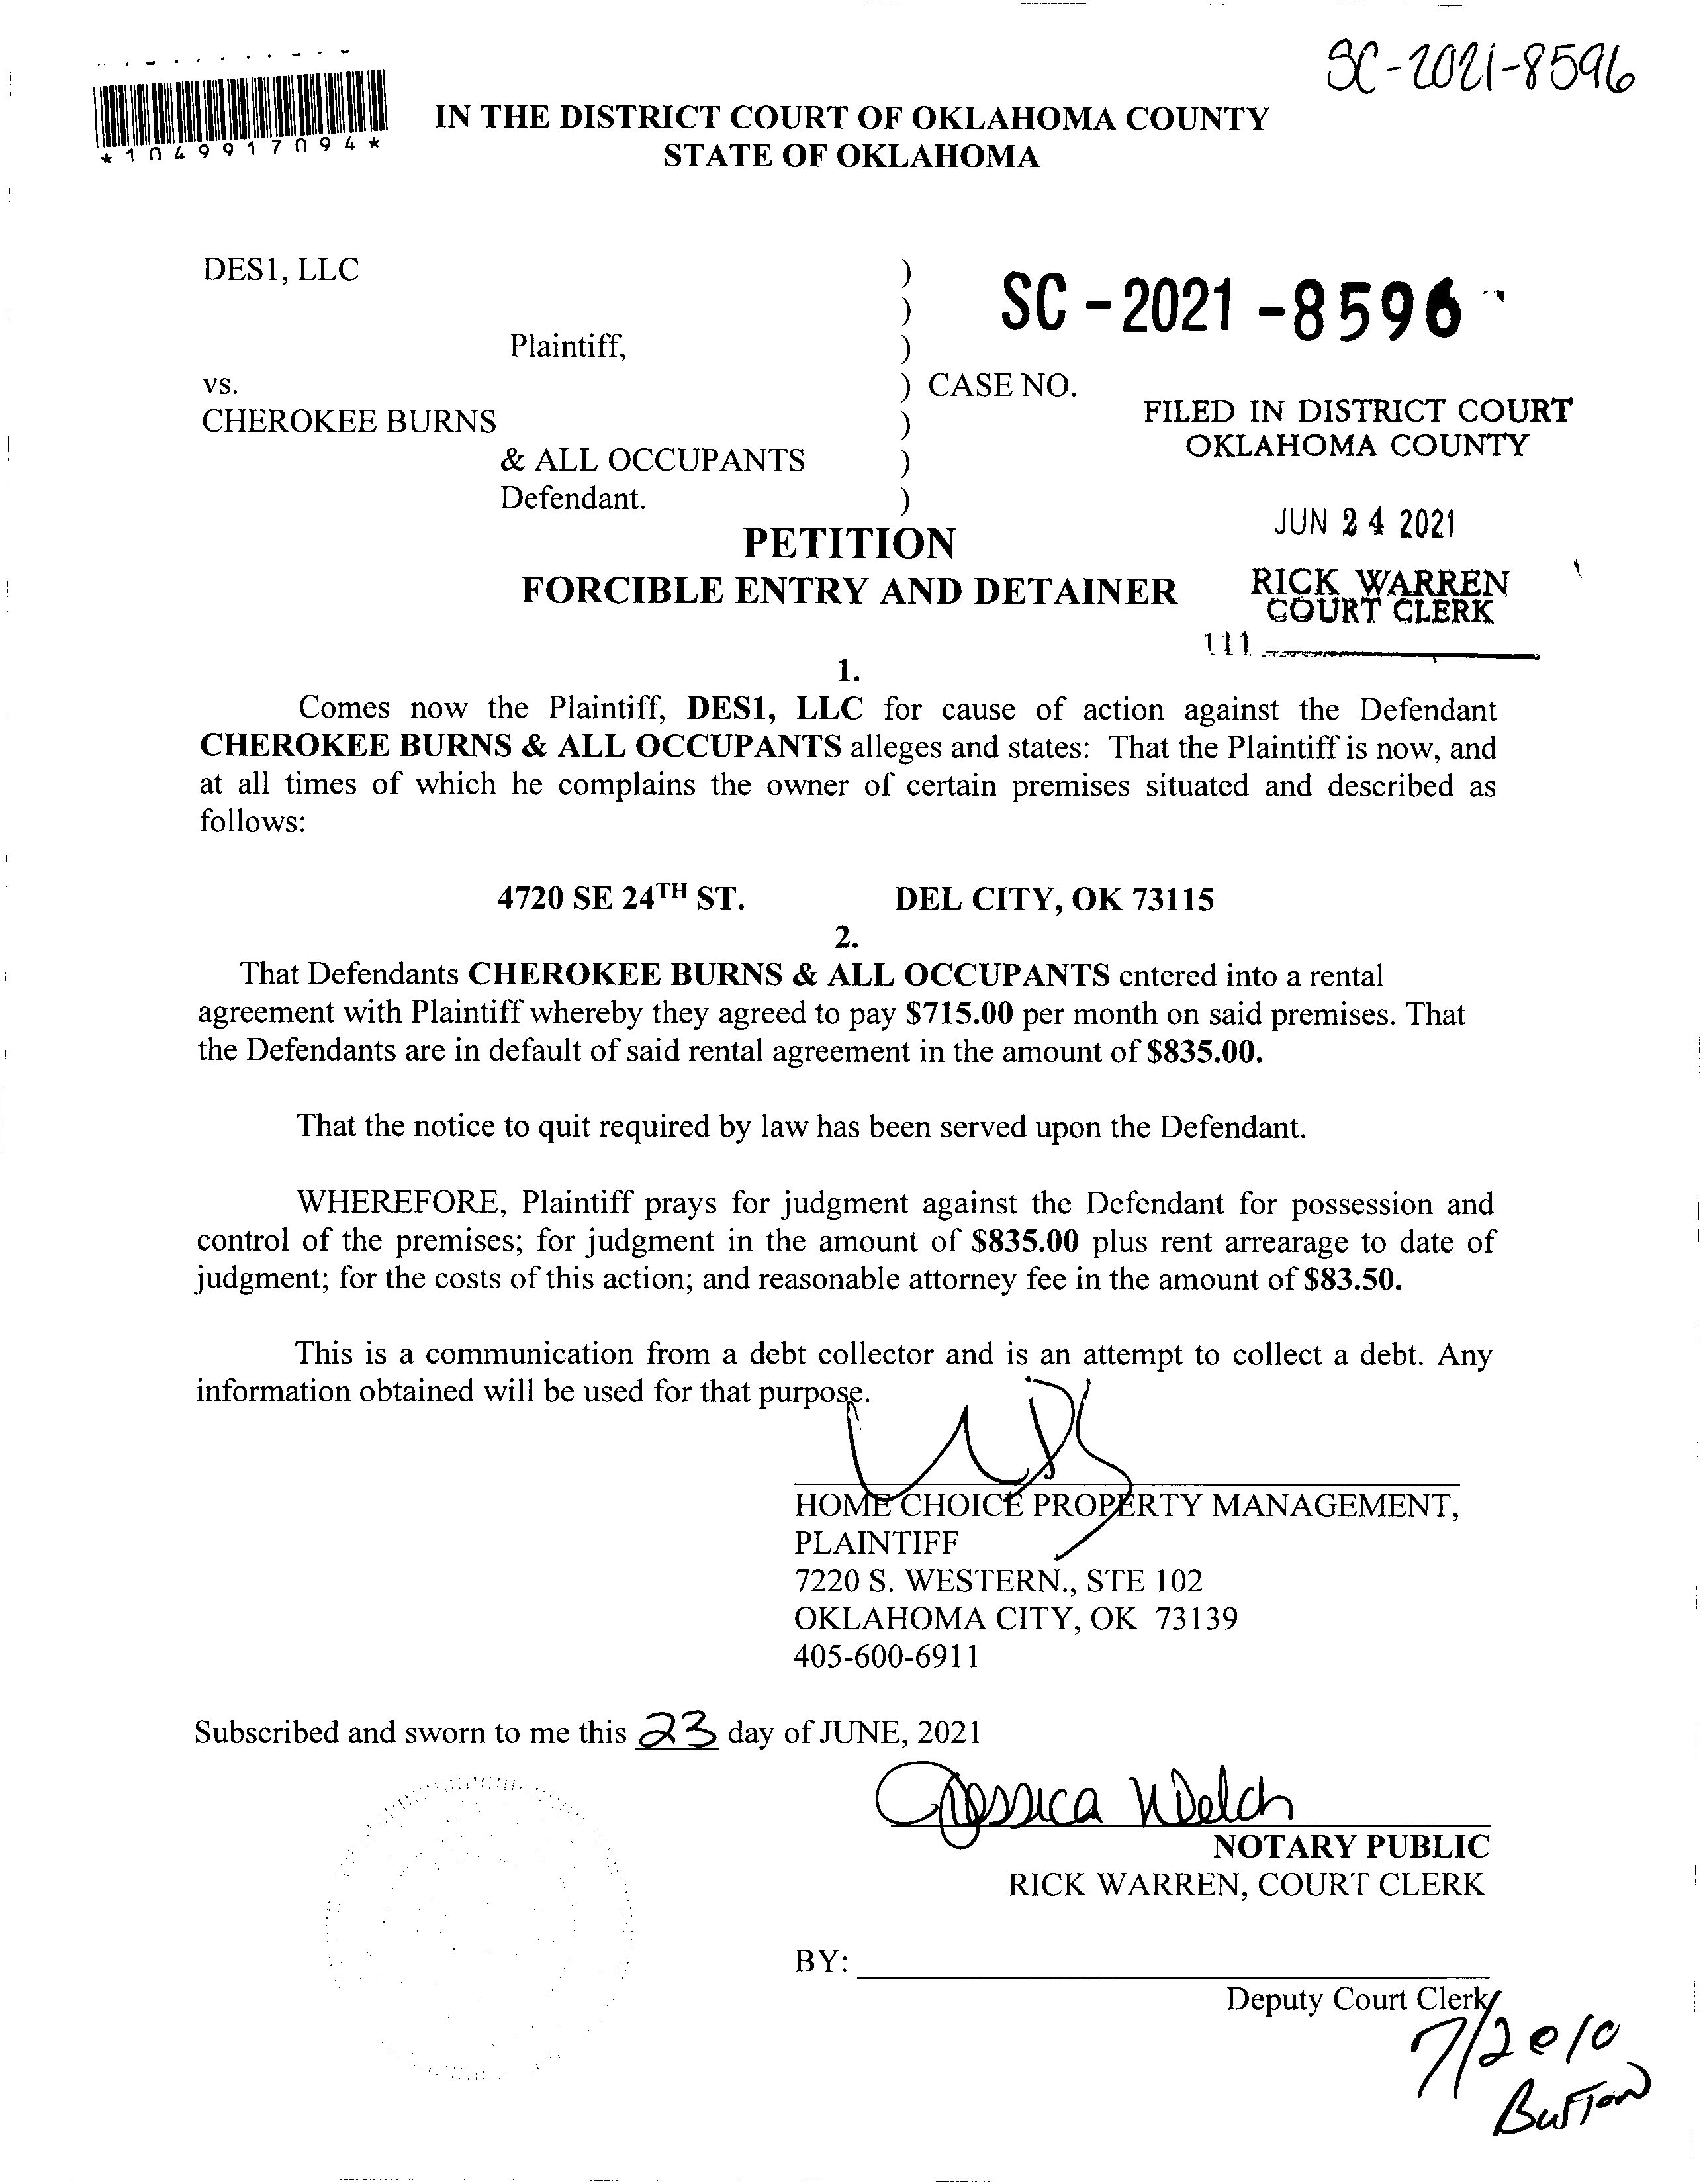 SC-2021-8596
*1049917094*
IN THE DISTRICT COURT OF OKLAHOMA COUNTY
STATE OF OKLAHOMA
DES1, LLC )
)
SC-2021-8596
Plaintiff, )
vs. ) CASE NO.
CHEROKEE BURNS )
& ALL OCCUPANTS )
Defendant. )
FILED IN DISTRICT COURT
OKLAHOMA COUNTY
JUN 24 2021
RICK WARREN
COURT CLERK
111
PETITION
FORCIBLE ENTRY AND DETAINER
1.
Comes now the Plaintiff, DES1, LLC for cause of action against the Defendant
CHEROKEE BURNS & ALL OCCUPANTS alleges and states: That the Plaintiff is now, and
at all times of which he complains the owner of certain premises situated and described as
follows:
4720 SE 24TH ST. DEL CITY, OK 73115
2.
That Defendants CHEROKEE BURNS & ALL OCCUPANTS entered into a rental
agreement with Plaintiff whereby they agreed to pay $715.00 per month on said premises. That
the Defendants are in default of said rental agreement in the amount of $835.00.
That the notice to quit required by law has been served upon the Defendant.
WHEREFORE, Plaintiff prays for judgment against the Defendant for possession and
control of the premises; for judgment in the amount of $835.00 plus rent arrearage to date of
judgment; for the costs of this action; and reasonable attorney fee in the amount of $83.50.
This is a communication from a debt collector and is an attempt to collect a debt. Any
information obtained will be used for that purpose.
HOME CHOICE PROPERTY MANAGEMENT,
PLAINTIFF
7220 S. WESTERN., STE 102
OKLAHOMA CITY, OK 73139
405-600-6911
Subscribed and sworn to me this 23 day of JUNE, 2021
Jessica Welch
NOTARY PUBLIC
RICK WARREN, COURT CLERK
BY:
Deputy Court Clerk
7/2 @ 10
Burton